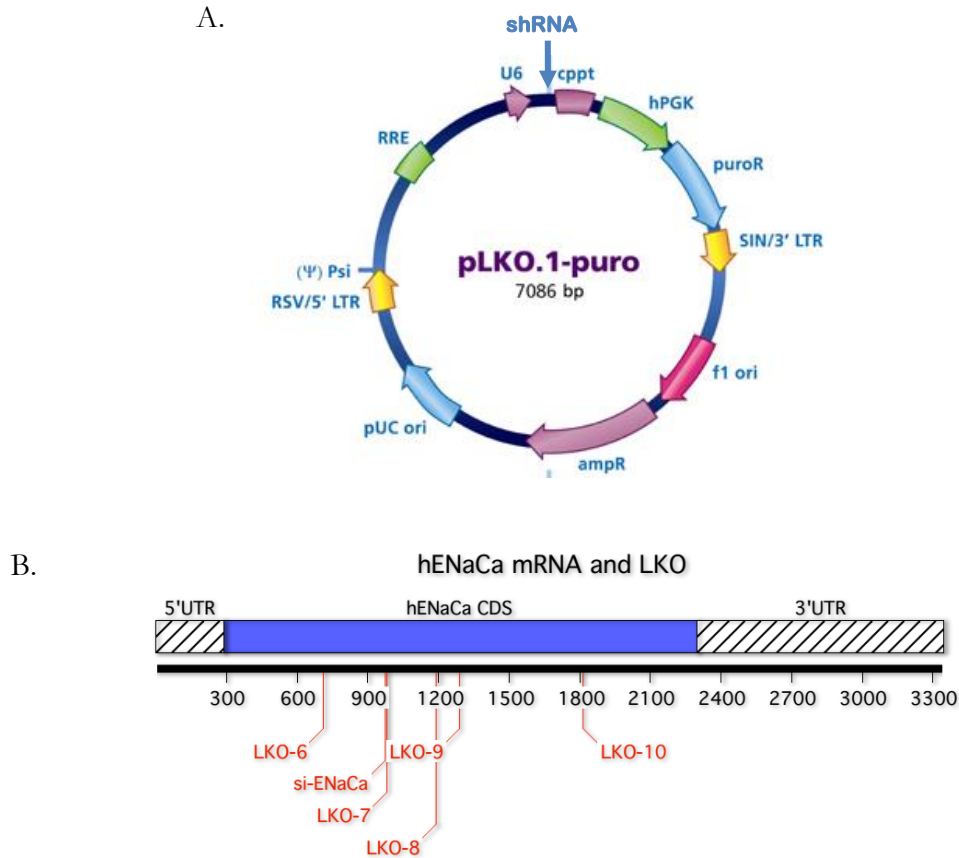 A.
shRNA
U6
cppt
hPGK
RRE
puroR
SIN/3' LTR
pLKO.1-puro
7086 bp
(Ψ) Psi
RSV/5' LTR
f1 ori
pUC ori
ampR
B.
hENaCa mRNA and LKO
5'UTR
hENaCa CDS
3'UTR
300 600 900 1200 1500 1800 2100 2400 2700 3000 3300
LKO-6
LKO-9
LKO-10
si-ENaCa
LKO-7
LKO-8